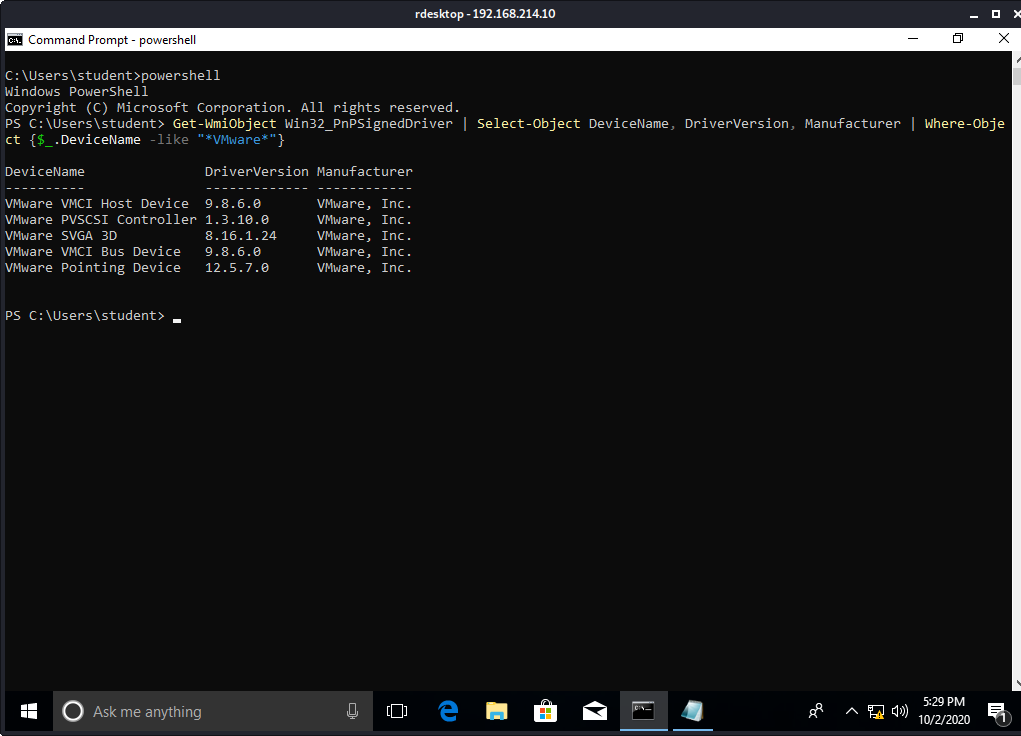 rdesktop - 192.168.214.10
Command Prompt - powershell
C:\Users\student>powershell
Windows PowerShell
Copyright (C) Microsoft Corporation. All rights reserved.
PS C:\Users\student> Get-WmiObject Win32_PnPSignedDriver | Select-Object DeviceName, DriverVersion, Manufacturer | Where-Obje
ct {$_.DeviceName -like "*VMware*"}
DeviceName DriverVersion Manufacturer
---------- ------------- ------------
VMware VMCI Host Device 9.8.6.0 VMware, Inc.
VMware PVSCSI Controller 1.3.10.0 VMware, Inc.
VMware SVGA 3D 8.16.1.24 VMware, Inc.
VMware VMCI Bus Device 9.8.6.0 VMware, Inc.
VMware Pointing Device 12.5.7.0 VMware, Inc.
PS C:\Users\student>
Ask me anything
5:29 PM
10/2/2020
1